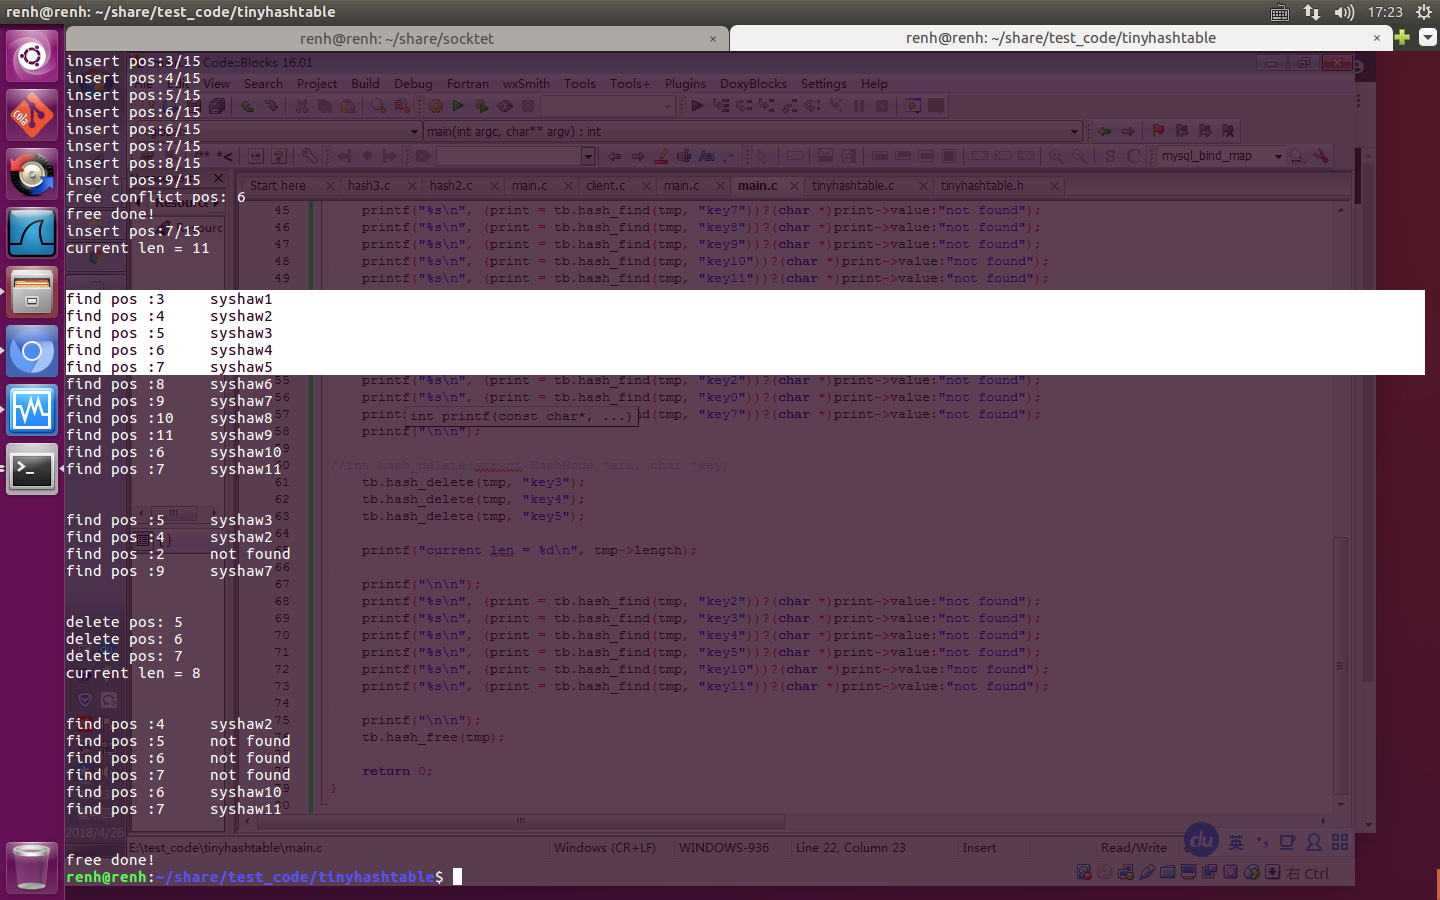 renh@renh: ~/share/test_code/tinyhashtable
17:23
renh@renh: ~/share/socktet ×
renh@renh: ~/share/test_code/tinyhashtable ×
insert pos:3/15
insert pos:4/15
insert pos:5/15
insert pos:6/15
insert pos:6/15
insert pos:7/15
insert pos:8/15
insert pos:9/15
free conflict pos: 6
free done!
insert pos:7/15
current len = 11
find pos :3 syshaw1
find pos :4 syshaw2
find pos :5 syshaw3
find pos :6 syshaw4
find pos :7 syshaw5
find pos :8 syshaw6
find pos :9 syshaw7
find pos :10 syshaw8
find pos :11 syshaw9
find pos :6 syshaw10
find pos :7 syshaw11
find pos :5 syshaw3
find pos :4 syshaw2
find pos :2 not found
find pos :9 syshaw7
delete pos: 5
delete pos: 6
delete pos: 7
current len = 8
find pos :4 syshaw2
find pos :5 not found
find pos :6 not found
find pos :7 not found
find pos :6 syshaw10
find pos :7 syshaw11
free done!
renh@renh:~/share/test_code/tinyhashtable$
Code::Blocks 16.01
View Search Project Build Debug Fortran wxSmith Tools Tools+ Plugins DoxyBlocks Settings Help
main(int argc, char** argv) : int
mysql_bind_map
Start here hash3.c hash2.c main.c client.c main.c main.c tinyhashtable.c tinyhashtable.h
45 printf("%s\n", (print = tb.hash_find(tmp, "key7"))?(char *)print->value:"not found");
46 printf("%s\n", (print = tb.hash_find(tmp, "key8"))?(char *)print->value:"not found");
47 printf("%s\n", (print = tb.hash_find(tmp, "key9"))?(char *)print->value:"not found");
48 printf("%s\n", (print = tb.hash_find(tmp, "key10"))?(char *)print->value:"not found");
49 printf("%s\n", (print = tb.hash_find(tmp, "key11"))?(char *)print->value:"not found");
55 printf("%s\n", (print = tb.hash_find(tmp, "key2"))?(char *)print->value:"not found");
56 printf("%s\n", (print = tb.hash_find(tmp, "key0"))?(char *)print->value:"not found");
57 print int printf(const char*, ...) nd(tmp, "key7"))?(char *)print->value:"not found");
58 printf("\n\n");
59
60 //int hash_delete(struct HashNode *arr, char *key)
61 tb.hash_delete(tmp, "key3");
62 tb.hash_delete(tmp, "key4");
63 tb.hash_delete(tmp, "key5");
64
65 printf("current len = %d\n", tmp->length);
66
67 printf("\n\n");
68 printf("%s\n", (print = tb.hash_find(tmp, "key2"))?(char *)print->value:"not found");
69 printf("%s\n", (print = tb.hash_find(tmp, "key3"))?(char *)print->value:"not found");
70 printf("%s\n", (print = tb.hash_find(tmp, "key4"))?(char *)print->value:"not found");
71 printf("%s\n", (print = tb.hash_find(tmp, "key5"))?(char *)print->value:"not found");
72 printf("%s\n", (print = tb.hash_find(tmp, "key10"))?(char *)print->value:"not found");
73 printf("%s\n", (print = tb.hash_find(tmp, "key11"))?(char *)print->value:"not found");
74
75 printf("\n\n");
76 tb.hash_free(tmp);
return 0;
}
80
2018/4/26
E:\test_code\tinyhashtable\main.c Windows (CR+LF) WINDOWS-936 Line 22, Column 23 Insert Read/Write
du 英
右 Ctrl